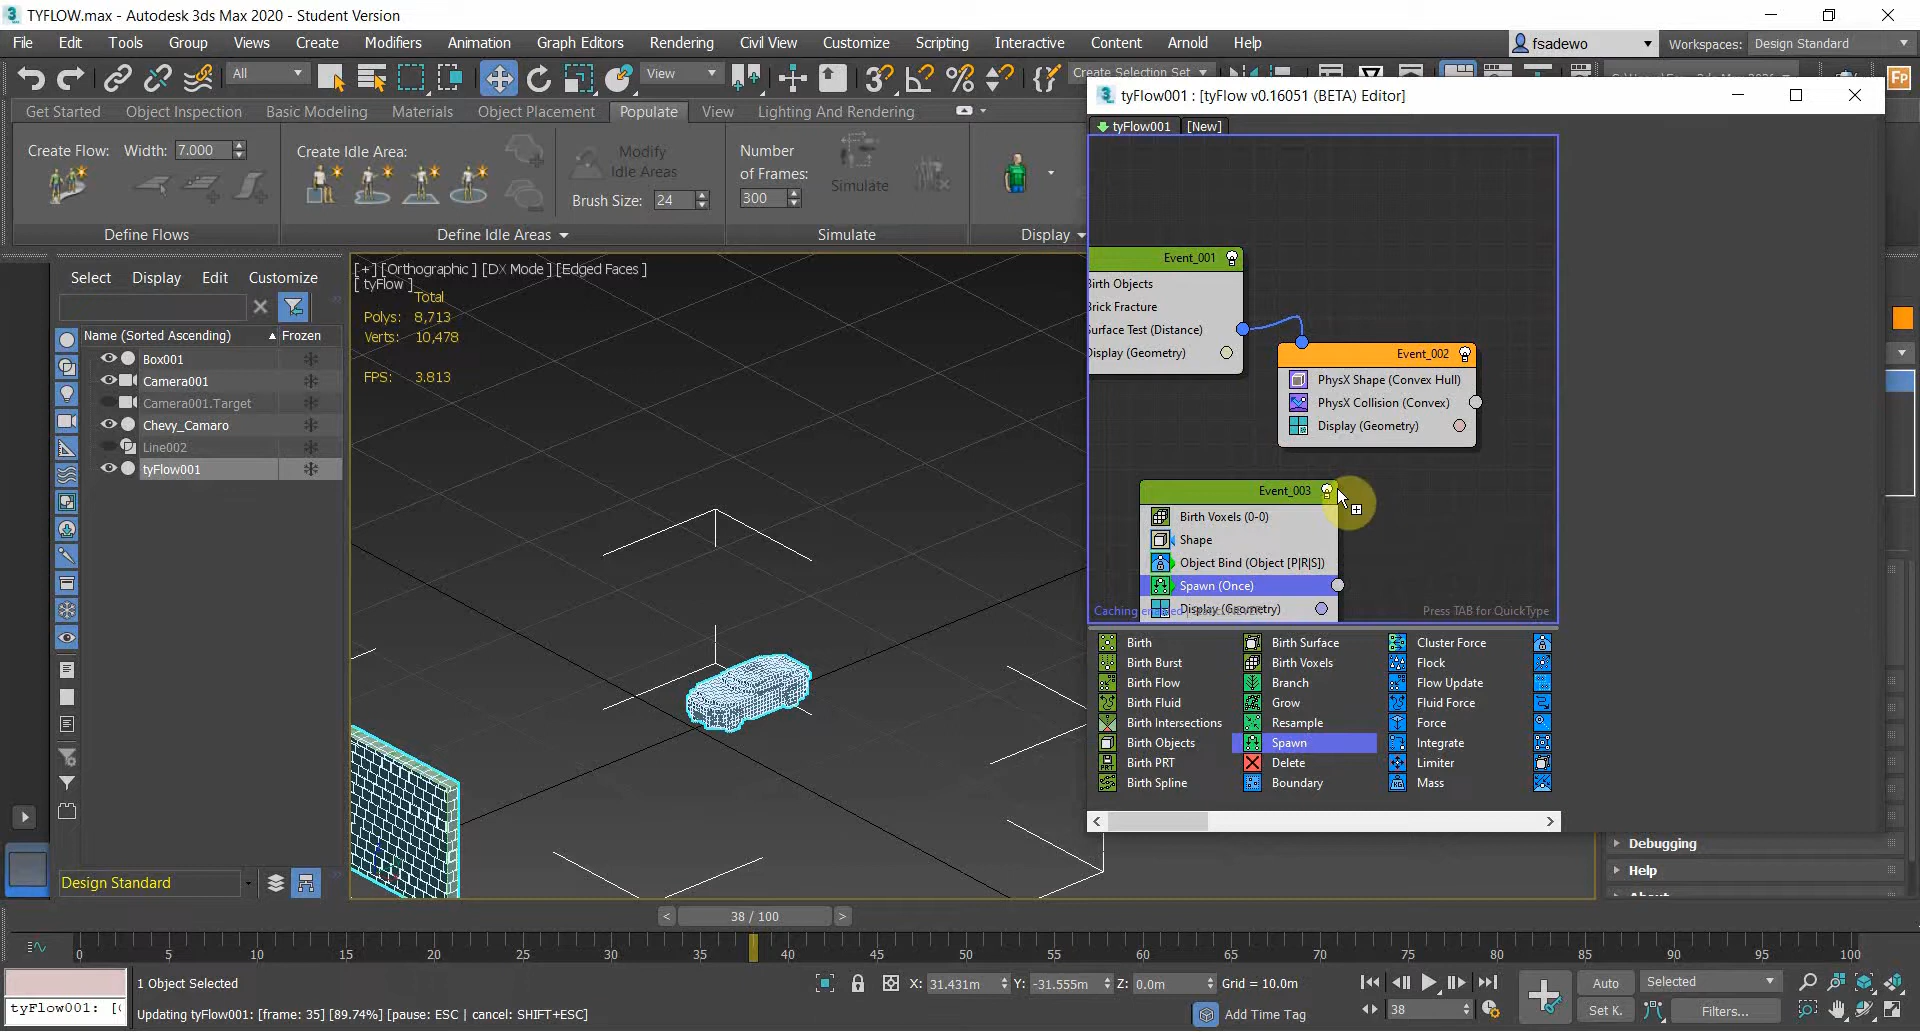 TYFLOW.max - Autodesk 3ds Max 2020 - Student Version
File Edit Tools Group Views Create Modifiers Animation Graph Editors Rendering Civil View Customize Scripting Interactive Content Arnold Help
fsadewo Workspaces: Design Standard
All View Create Selection Set
tyFlow001 : [tyFlow v0.16051 (BETA) Editor]
Get Started Object Inspection Basic Modeling Materials Object Placement Populate View Lighting And Rendering
tyFlow001 [New]
Create Flow: Width: 7.000
Create Idle Area:
Modify
Idle Areas
Brush Size: 24
Number
of Frames:
300
Simulate
Define Flows Define Idle Areas Simulate Display
Select Display Edit Customize
Name (Sorted Ascending) Frozen
Box001
Camera001
Camera001.Target
Chevy_Camaro
Line002
tyFlow001
Design Standard
[+] [Orthographic ] [DX Mode ] [Edged Faces ]
[ tyFlow ]
Total
Polys: 8,713
Verts: 10,478
FPS: 3.813
Event_001
Birth Objects
Brick Fracture
Surface Test (Distance)
Display (Geometry)
Event_002
PhysX Shape (Convex Hull)
PhysX Collision (Convex)
Display (Geometry)
Event_003
Birth Voxels (0-0)
Shape
Object Bind (Object [P|R|S])
Spawn (Once)
Display (Geometry)
Press TAB for QuickType
Birth Birth Surface Cluster Force
Birth Burst Birth Voxels Flock
Birth Flow Branch Flow Update
Birth Fluid Grow Fluid Force
Birth Intersections Resample Force
Birth Objects Spawn Integrate
Birth PRT Delete Limiter
Birth Spline Boundary Mass
Debugging
Help
38 / 100
0 5 10 15 20 25 30 35 40 45 50 55 60 65 70 75 80 85 90 95 100
1 Object Selected
X: 31.431m Y: -31.555m Z: 0.0m Grid = 10.0m
Auto Selected
tyFlow001: [
Updating tyFlow001: [frame: 35] [89.74%] [pause: ESC | cancel: SHIFT+ESC]
Add Time Tag
38
Set K. Filters...